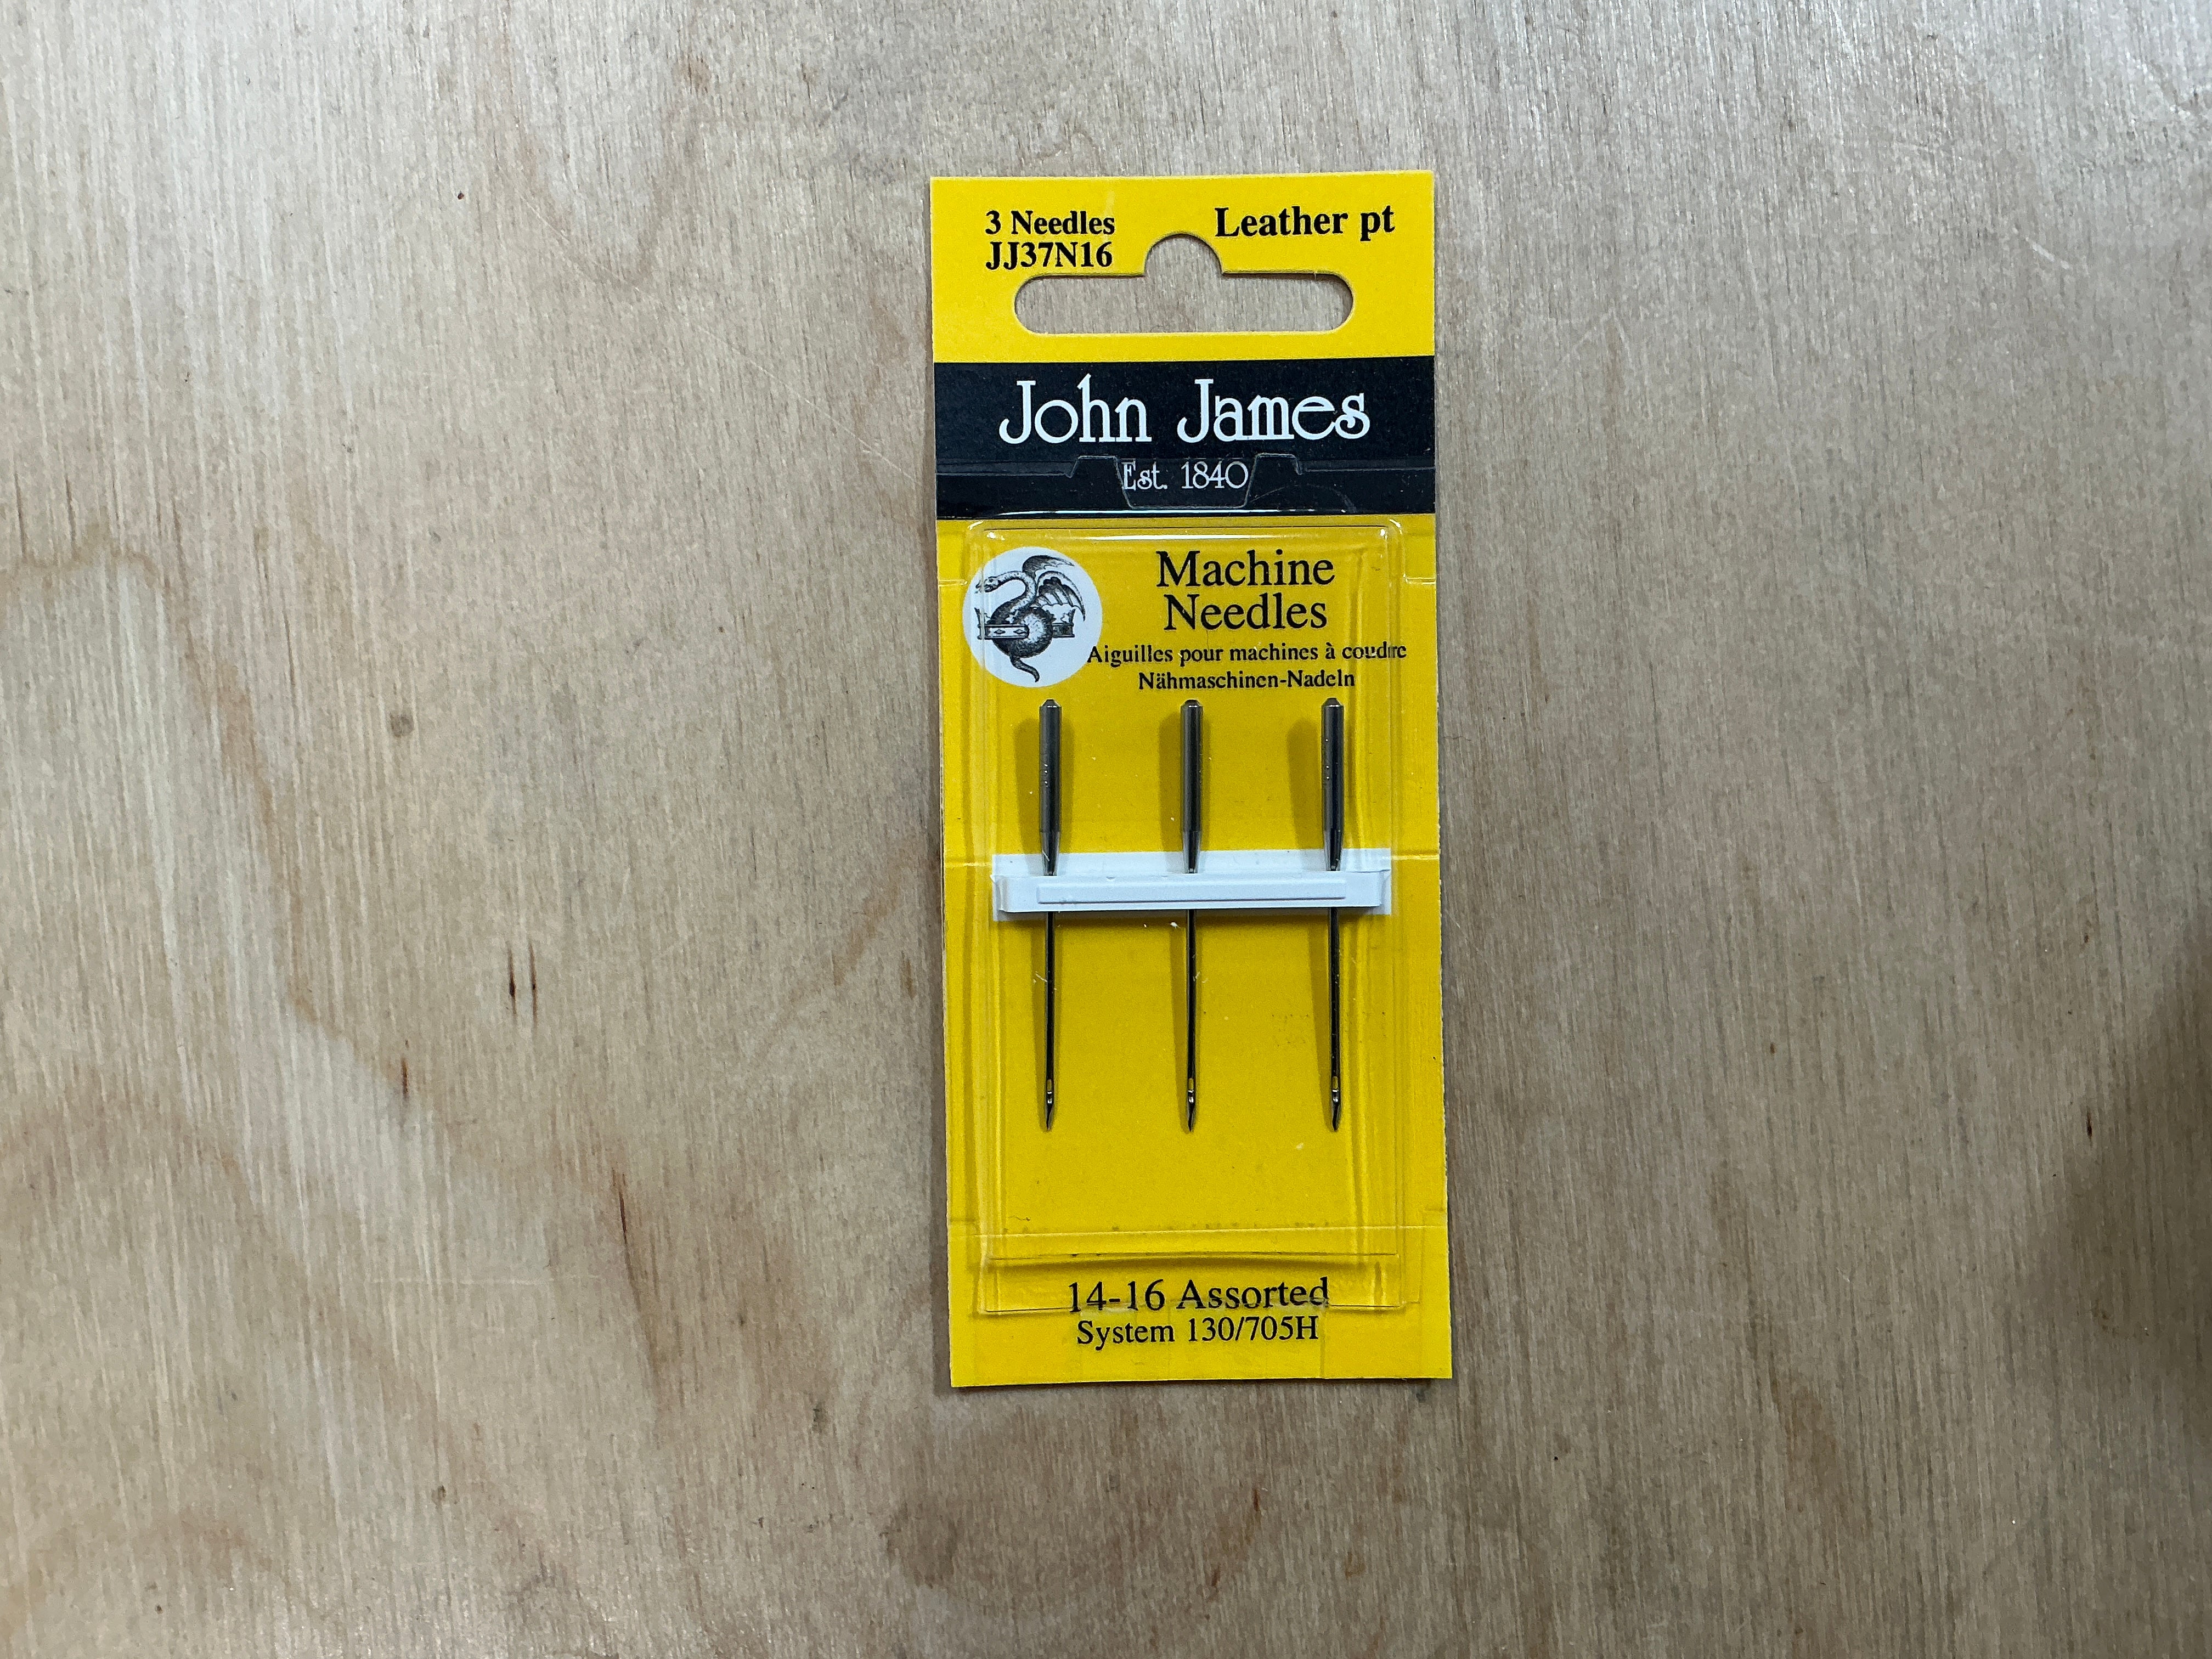 3 Needles
JJ37N16
Leather pt
John James
Est. 1840
Machine
Needles
Aiguilles pour machines à coudre
Nähmaschinen-Nadeln
14-16 Assorted
System 130/705H